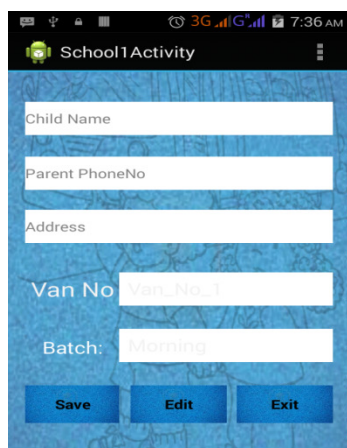 3G G 7:36 AM
School1Activity
Child Name
Parent PhoneNo
Address
Van No Van_No_1
Batch: Morning
Save Edit Exit